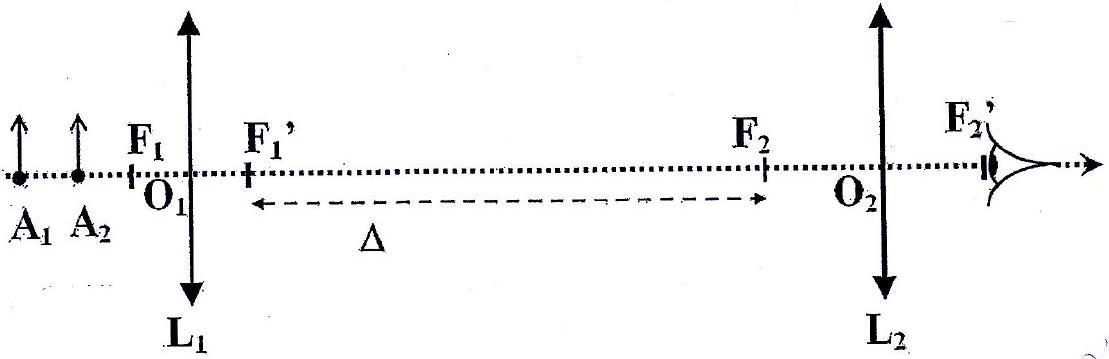 F₁ F₁’ F₂ F₂’
O₁ O₂
A₁ A₂
Δ
L₁ L₂